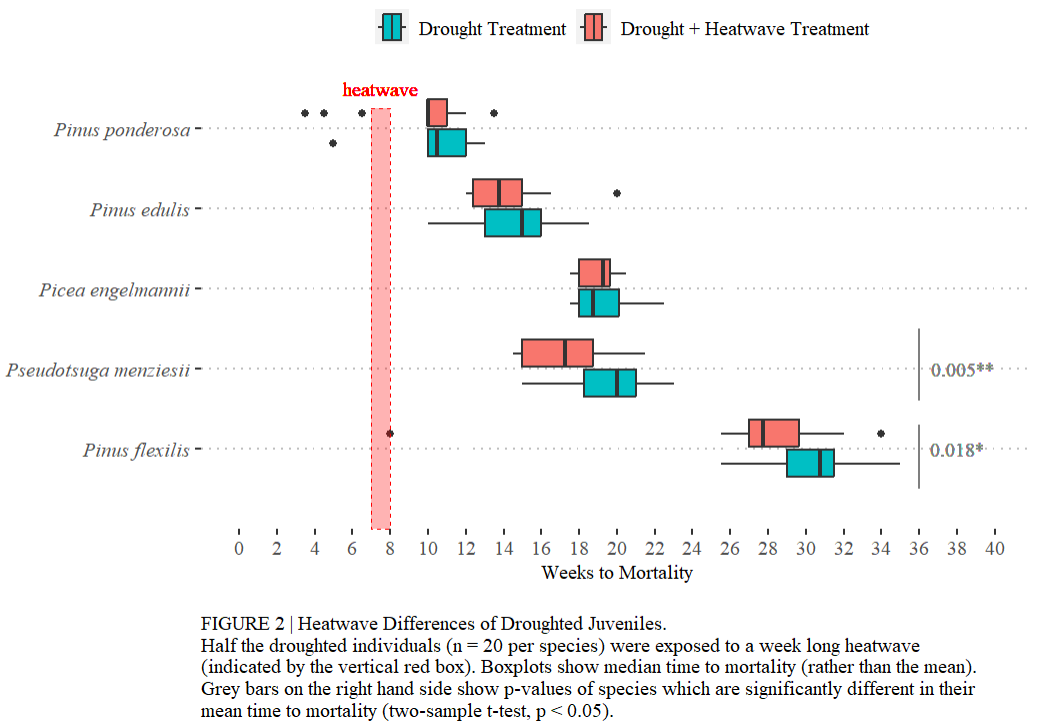 Drought Treatment Drought + Heatwave Treatment
heatwave
Pinus ponderosa
Pinus edulis
Picea engelmannii
Pseudotsuga menziesii
0.005**
Pinus flexilis
0.018*
0 2 4 6 8 10 12 14 16 18 20 22 24 26 28 30 32 34 36 38 40
Weeks to Mortality
FIGURE 2 | Heatwave Differences of Droughted Juveniles.
Half the droughted individuals (n = 20 per species) were exposed to a week long heatwave
(indicated by the vertical red box). Boxplots show median time to mortality (rather than the mean).
Grey bars on the right hand side show p-values of species which are significantly different in their
mean time to mortality (two-sample t-test, p < 0.05).